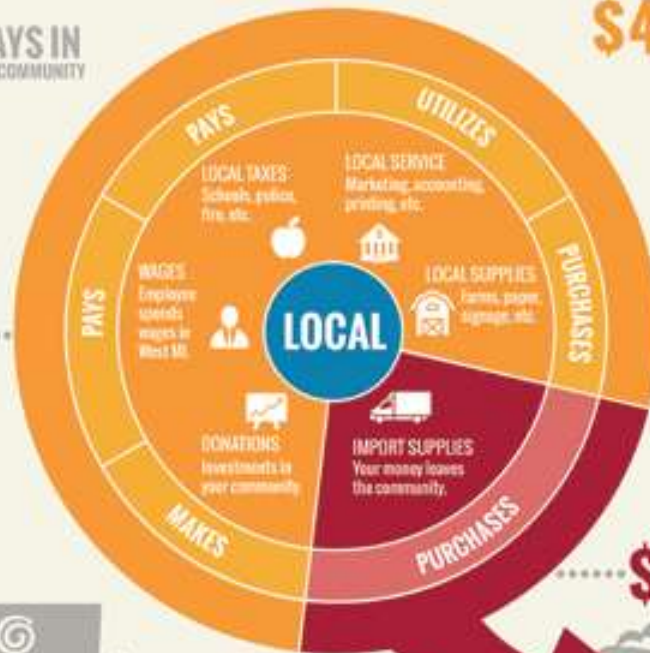 AYS IN
COMMUNITY
$4
PAYS
UTILIZES
LOCAL TAXES
Schools, police,
fire, etc.
LOCAL SERVICE
Marketing, accounting,
printing, etc.
WAGES
Employee
spends
wages in
West MI.
LOCAL SUPPLIES
Farms, paper,
signage, etc.
PAYS
PURCHASES
LOCAL
DONATIONS
Investments in
your community.
IMPORT SUPPLIES
Your money leaves
the community.
MAKES
PURCHASES
$